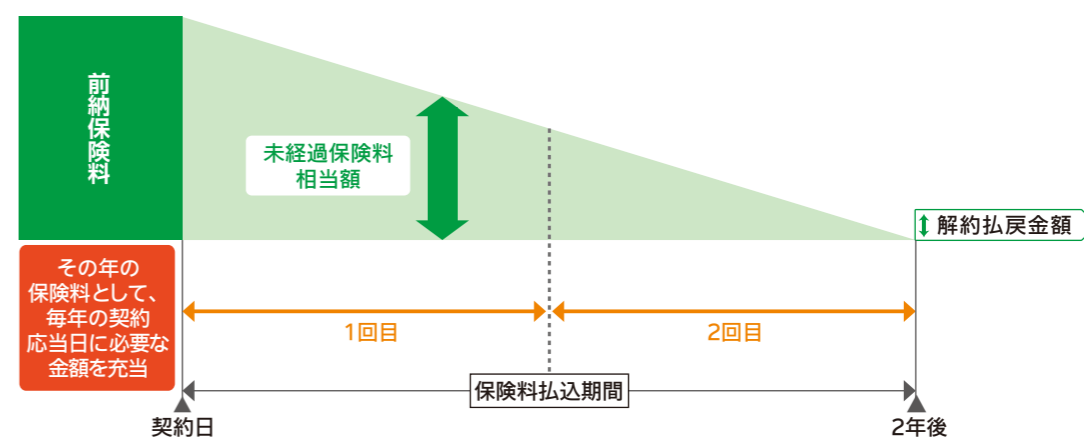 前納保険料
未経過保険料
相当額
解約払戻金額
その年の
保険料として、
毎年の契約
応当日に必要な
金額を充当
1回目
2回目
保険料払込期間
契約日
2年後